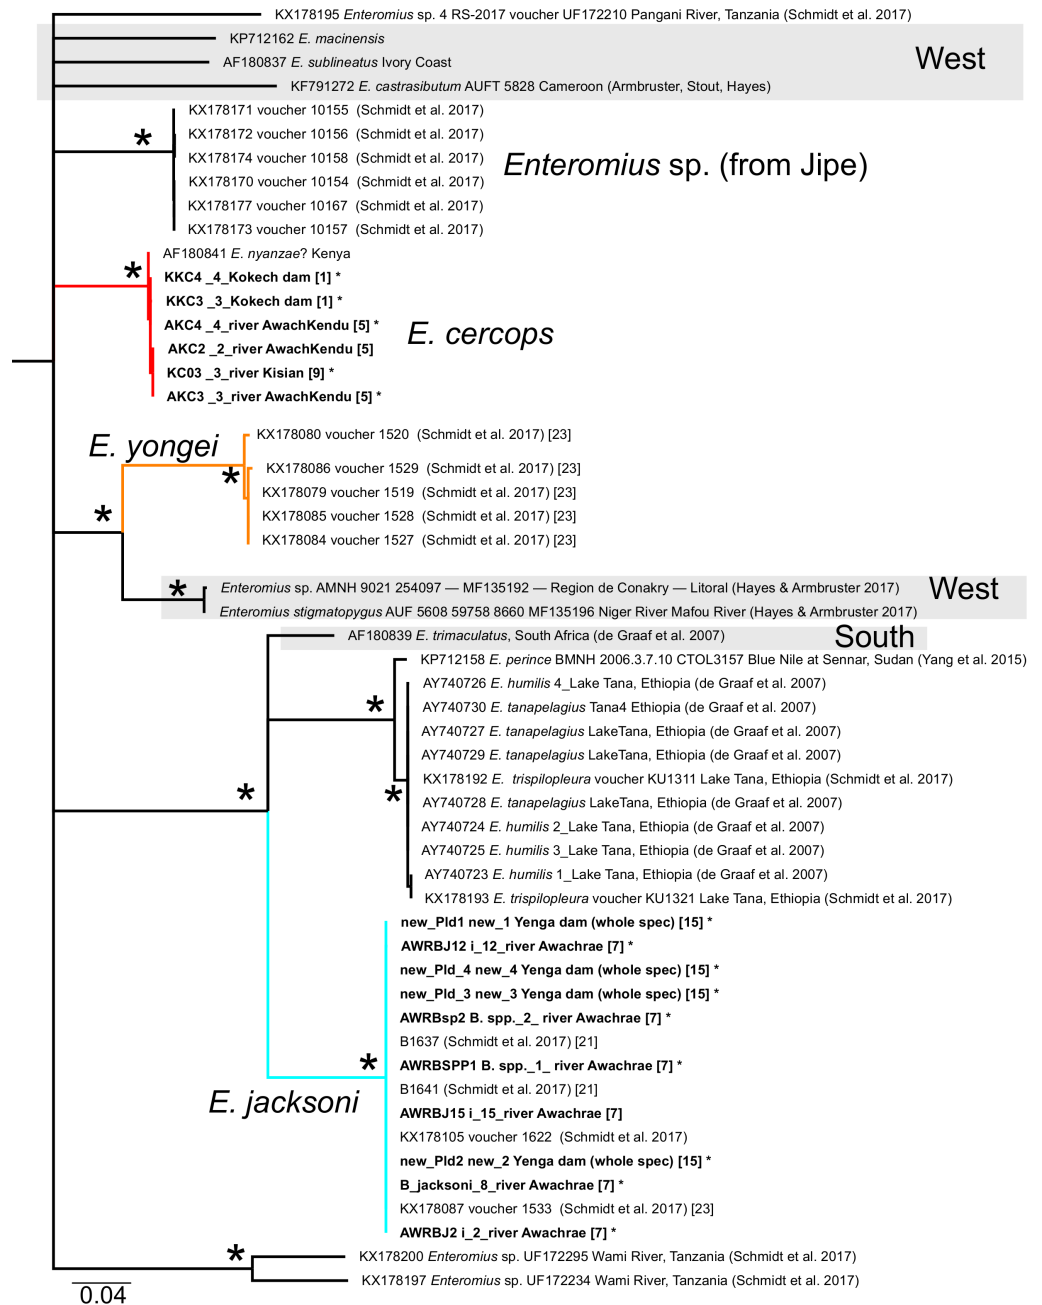 KX178195 Enteromius sp. 4 RS-2017 voucher UF172210 Pangani River, Tanzania (Schmidt et al. 2017)
KP712162 E. macinensis
West
AF180837 E. sublineatus Ivory Coast
KF791272 E. castrasibutum AUFT 5828 Cameroon (Armbruster, Stout, Hayes)
KX178171 voucher 10155 (Schmidt et al. 2017)
*
KX178172 voucher 10156 (Schmidt et al. 2017)
KX178174 voucher 10158 (Schmidt et al. 2017)
Enteromius sp. (from Jipe)
KX178170 voucher 10154 (Schmidt et al. 2017)
KX178177 voucher 10167 (Schmidt et al. 2017)
KX178173 voucher 10157 (Schmidt et al. 2017)
AF180841 E. nyanzae? Kenya
*
KKC4 _4_Kokech dam [1] *
KKC3 _3_Kokech dam [1] *
AKC4 _4_river AwachKendu [5] *
E. cercops
AKC2 _2_river AwachKendu [5]
KC03 _3_river Kisian [9] *
AKC3 _3_river AwachKendu [5] *
KX178080 voucher 1520 (Schmidt et al. 2017) [23]
E. yongei
KX178086 voucher 1529 (Schmidt et al. 2017) [23]
*
KX178079 voucher 1519 (Schmidt et al. 2017) [23]
*
KX178085 voucher 1528 (Schmidt et al. 2017) [23]
KX178084 voucher 1527 (Schmidt et al. 2017) [23]
*
Enteromius sp. AMNH 9021 254097 — MF135192 — Region de Conakry — Litoral (Hayes & Armbruster 2017)
West
Enteromius stigmatopygus AUF 5608 59758 8660 MF135196 Niger River Mafou River (Hayes & Armbruster 2017)
AF180839 E. trimaculatus, South Africa (de Graaf et al. 2007)
South
KP712158 E. perince BMNH 2006.3.7.10 CTOL3157 Blue Nile at Sennar, Sudan (Yang et al. 2015)
AY740726 E. humilis 4_Lake Tana, Ethiopia (de Graaf et al. 2007)
*
AY740730 E. tanapelagius Tana4 Ethiopia (de Graaf et al. 2007)
AY740727 E. tanapelagius LakeTana, Ethiopia (de Graaf et al. 2007)
AY740729 E. tanapelagius LakeTana, Ethiopia (de Graaf et al. 2007)
KX178192 E. trispilopleura voucher KU1311 Lake Tana, Ethiopia (Schmidt et al. 2017)
*
*
AY740728 E. tanapelagius LakeTana, Ethiopia (de Graaf et al. 2007)
AY740724 E. humilis 2_Lake Tana, Ethiopia (de Graaf et al. 2007)
AY740725 E. humilis 3_Lake Tana, Ethiopia (de Graaf et al. 2007)
AY740723 E. humilis 1_Lake Tana, Ethiopia (de Graaf et al. 2007)
KX178193 E. trispilopleura voucher KU1321 Lake Tana, Ethiopia (Schmidt et al. 2017)
new_Pld1 new_1 Yenga dam (whole spec) [15] *
AWRBJ12 i_12_river Awachrae [7] *
new_Pld_4 new_4 Yenga dam (whole spec) [15] *
new_Pld_3 new_3 Yenga dam (whole spec) [15] *
AWRBsp2 B. spp._2_ river Awachrae [7] *
B1637 (Schmidt et al. 2017) [21]
*
AWRBSPP1 B. spp._1_ river Awachrae [7] *
B1641 (Schmidt et al. 2017) [21]
E. jacksoni
AWRBJ15 i_15_river Awachrae [7]
KX178105 voucher 1622 (Schmidt et al. 2017)
new_Pld2 new_2 Yenga dam (whole spec) [15] *
B_jacksoni_8_river Awachrae [7] *
KX178087 voucher 1533 (Schmidt et al. 2017) [23]
AWRBJ2 i_2_river Awachrae [7] *
*
KX178200 Enteromius sp. UF172295 Wami River, Tanzania (Schmidt et al. 2017)
KX178197 Enteromius sp. UF172234 Wami River, Tanzania (Schmidt et al. 2017)
0.04